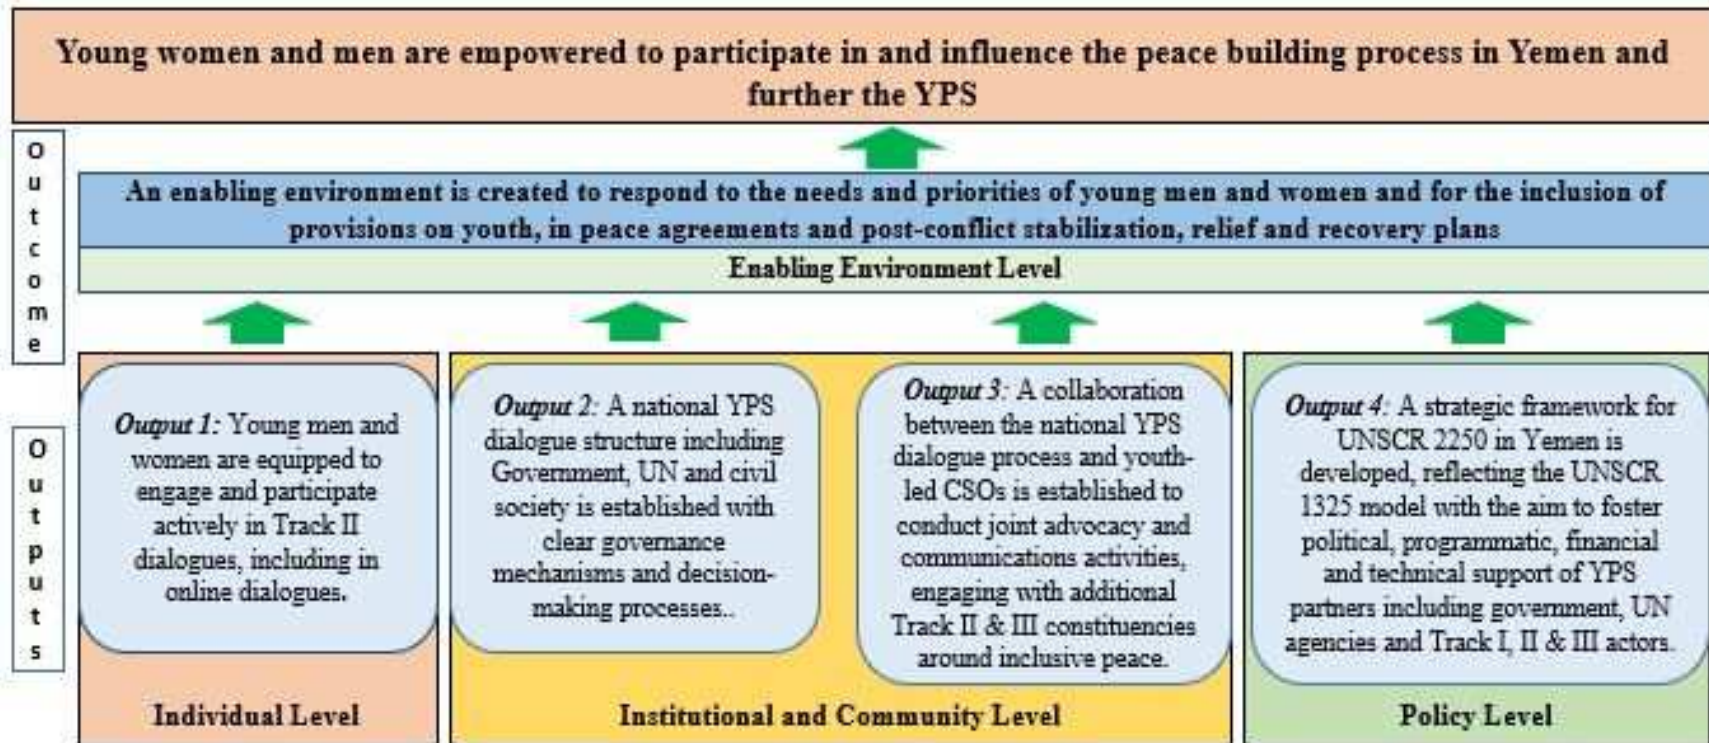 Young women and men are empowered to participate in and influence the peace building process in Yemen and
further the YPS
Outcome
An enabling environment is created to respond to the needs and priorities of young men and women and for the inclusion of
provisions on youth, in peace agreements and post-conflict stabilization, relief and recovery plans
Enabling Environment Level
Outputs
Output 1: Young men and
women are equipped to
engage and participate
actively in Track II
dialogues, including in
online dialogues.
Individual Level
Output 2: A national YPS
dialogue structure including
Government, UN and civil
society is established with
clear governance
mechanisms and decision-
making processes..
Output 3: A collaboration
between the national YPS
dialogue process and youth-
led CSOs is established to
conduct joint advocacy and
communications activities,
engaging with additional
Track II & III constituencies
around inclusive peace.
Institutional and Community Level
Output 4: A strategic framework for
UNSCR 2250 in Yemen is
developed, reflecting the UNSCR
1325 model with the aim to foster
political, programmatic, financial
and technical support of YPS
partners including government, UN
agencies and Track I, II & III actors.
Policy Level